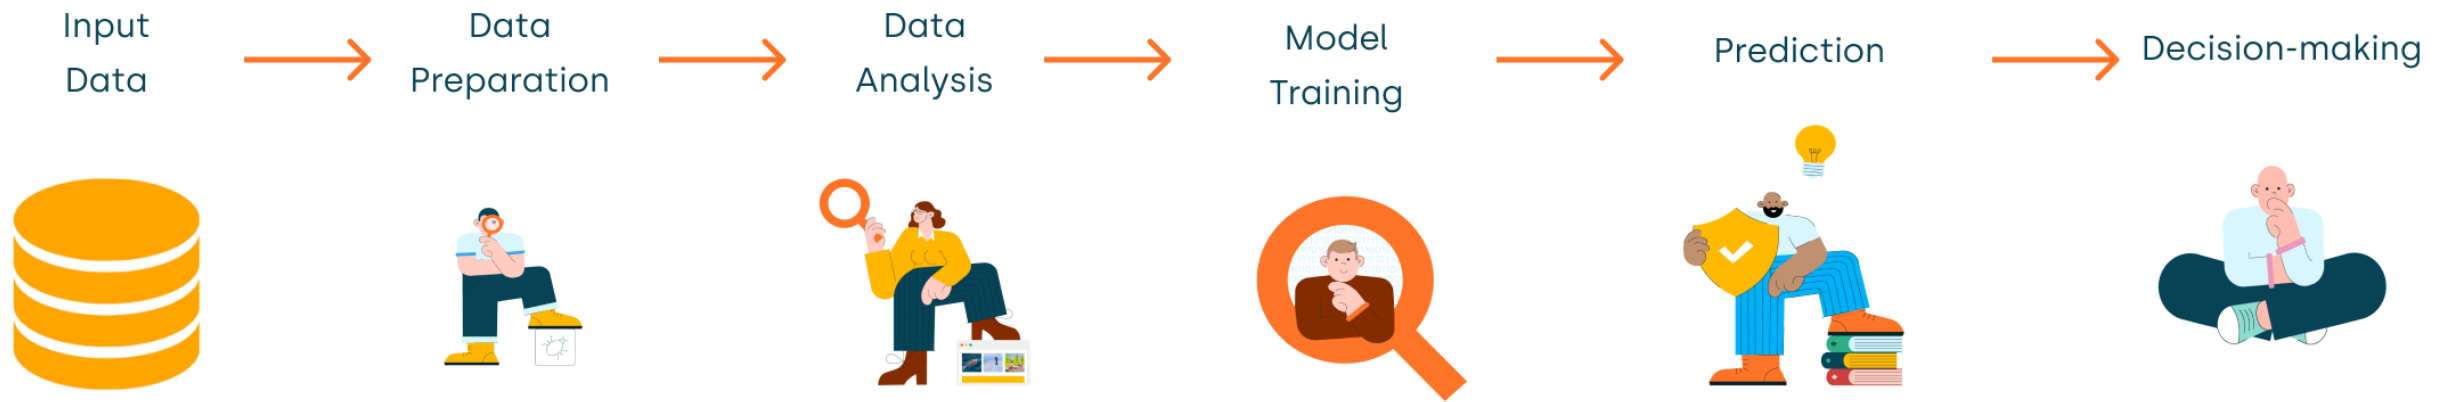 Input
Data
Data
Preparation
Data
Analysis
Model
Training
Prediction
Decision-making